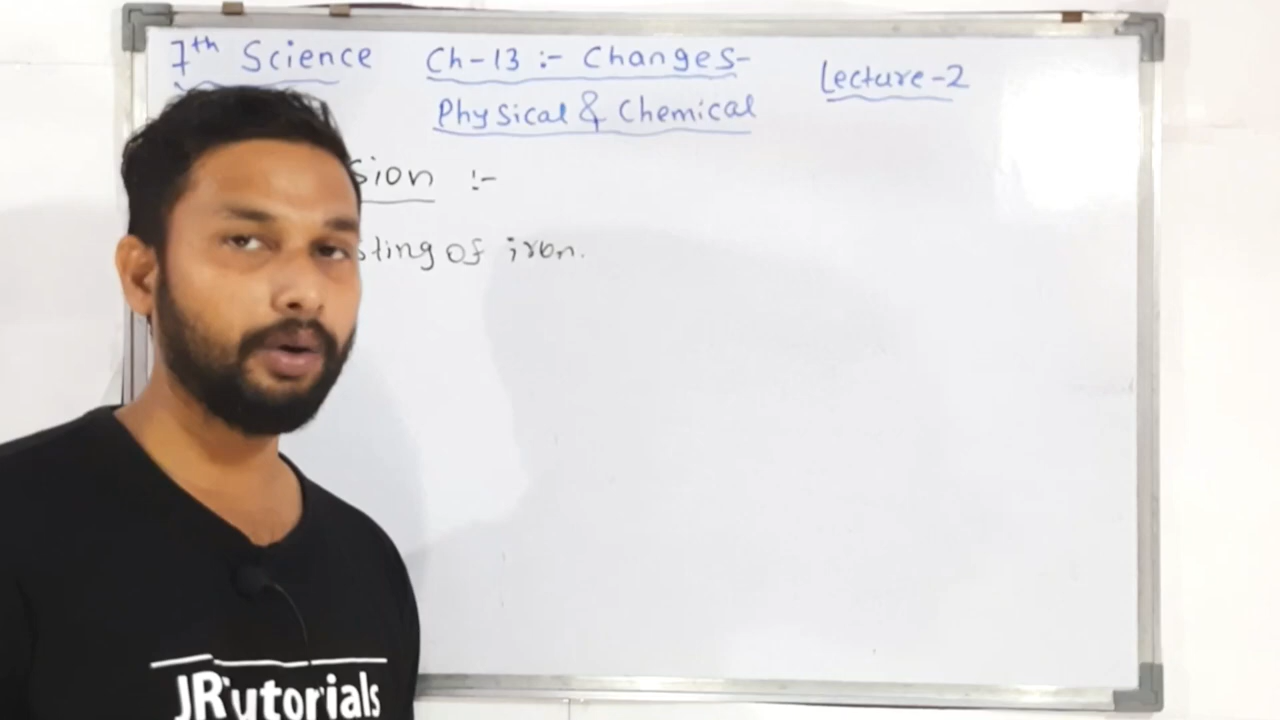 7th Science Ch-13 :- Changes-
Physical & Chemical
Lecture-2
sion :-
sting of iron.
JRTutorials